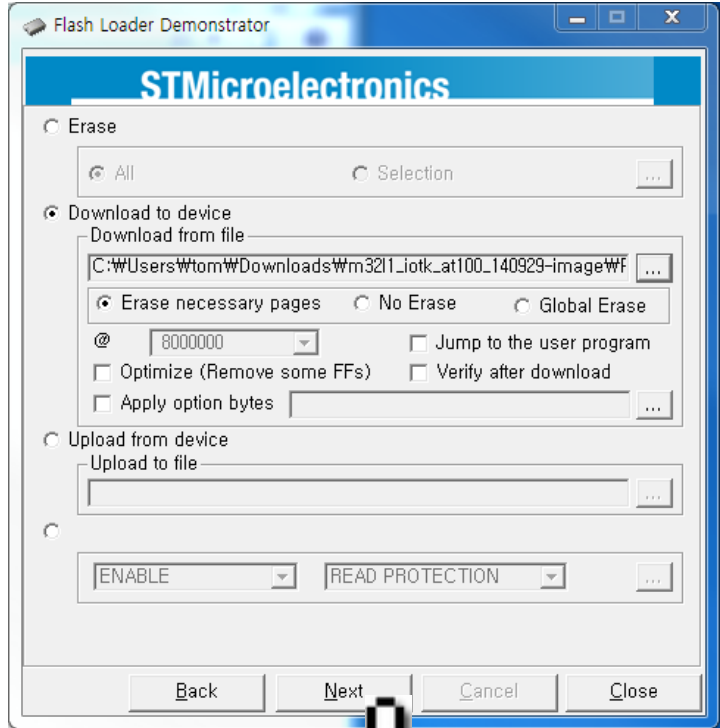 Flash Loader Demonstrator
STMicroelectronics
Erase
All Selection ...
Download to device
Download from file
C:₩Users₩tom₩Downloads₩m32l1_iotk_at100_140929-image₩F ...
Erase necessary pages No Erase Global Erase
@ 8000000 Jump to the user program
Optimize (Remove some FFs) Verify after download
Apply option bytes ...
Upload from device
Upload to file
...
ENABLE READ PROTECTION ...
Back Next Cancel Close